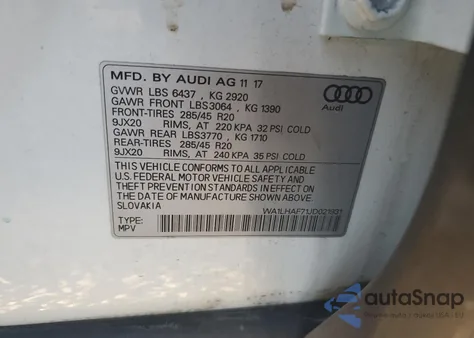 MFD. BY AUDI AG 11 17
GVWR LBS 6437 , KG 2920
GAWR FRONT LBS3064 , KG 1390
FRONT-TIRES 285/45 R20
9JX20 RIMS, AT 220 KPA 32 PSI COLD
GAWR REAR LBS3770 , KG 1710
REAR-TIRES 285/45 R20
9JX20 RIMS, AT 240 KPA 35 PSI COLD
Audi
THIS VEHICLE CONFORMS TO ALL APPLICABLE
U.S. FEDERAL MOTOR VEHICLE SAFETY AND
THEFT PREVENTION STANDARDS IN EFFECT ON
THE DATE OF MANUFACTURE SHOWN ABOVE.
SLOVAKIA
TYPE:
MPV
autoSnap